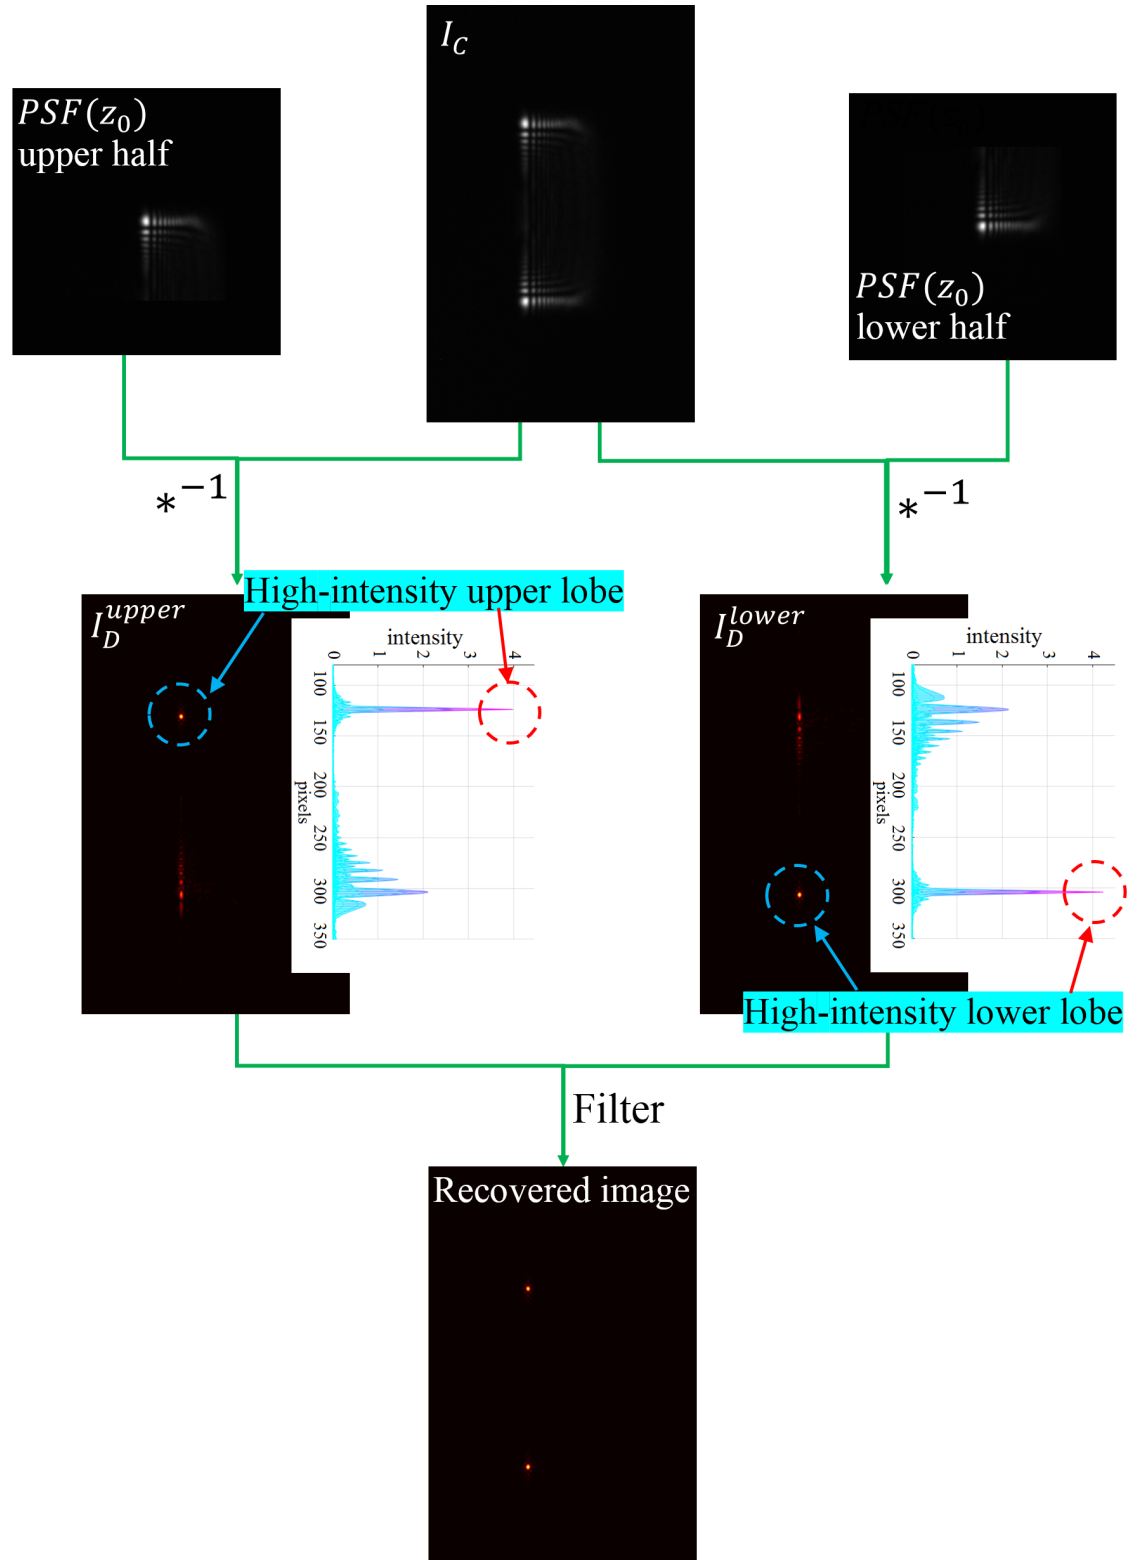 I_C
PSF(z_0)
upper half
PSF(z_0)
lower half
*^{-1}
*^{-1}
High-intensity upper lobe
I_D^{upper}
intensity
0 1 2 3 4
100
150
200
250
300
350
pixels
I_D^{lower}
intensity
0 1 2 3 4
100
150
200
250
300
350
pixels
High-intensity lower lobe
Filter
Recovered image